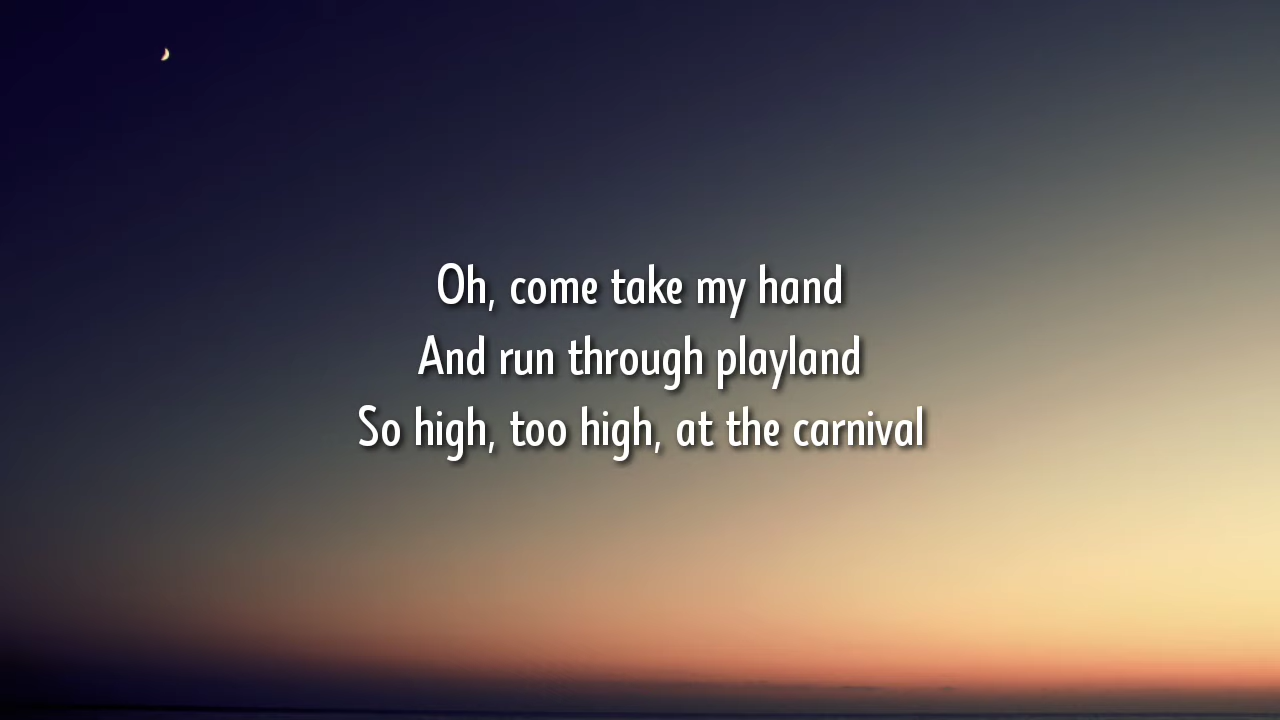 Oh, come take my hand
And run through playland
So high, too high, at the carnival